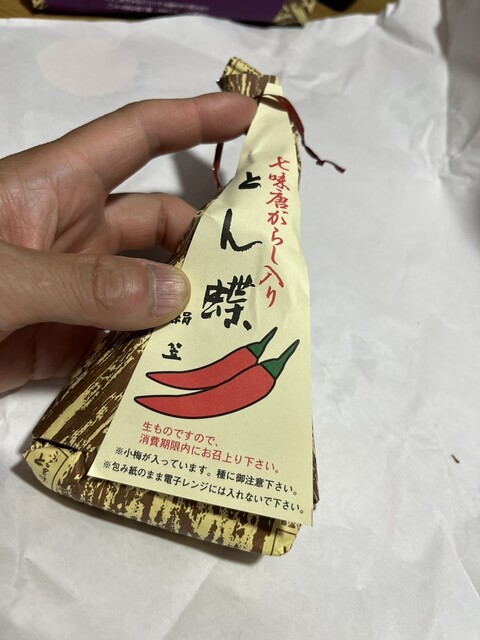 七味唐がらし入り
とん蝶
絹笠
生ものですので、
消費期限内にお召上り下さい。
※小梅が入っています。種に御注意下さい。
※包み紙のまま電子レンジには入れないで下さい。